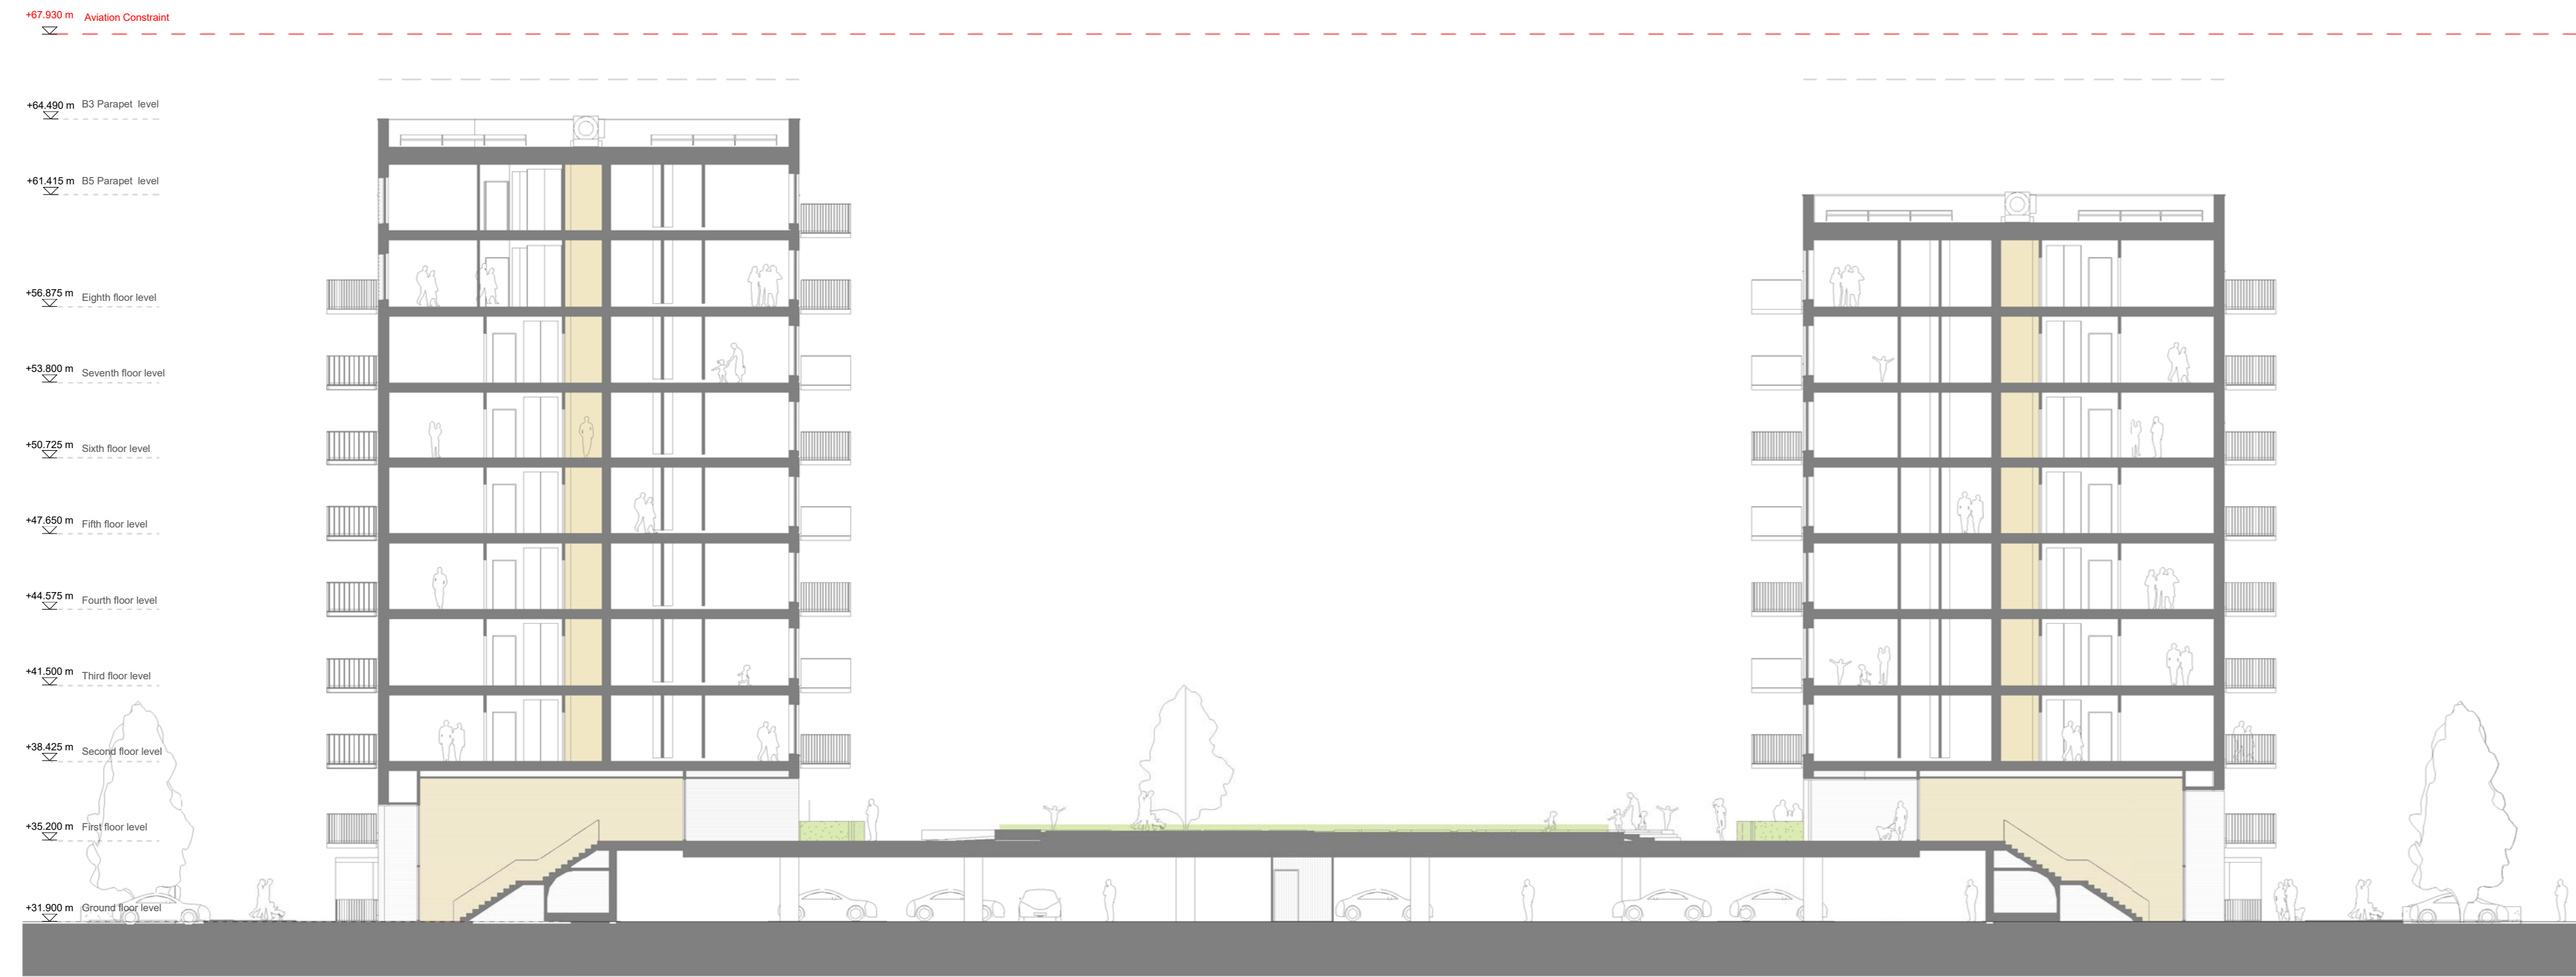 +67.930 m Aviation Constraint
+64.490 m B3 Parapet level
+61.415 m B5 Parapet level
+56.875 m Eighth floor level
+53.800 m Seventh floor level
+50.725 m Sixth floor level
+47.650 m Fifth floor level
+44.575 m Fourth floor level
+41.500 m Third floor level
+38.425 m Second floor level
+35.200 m First floor level
+31.900 m Ground floor level